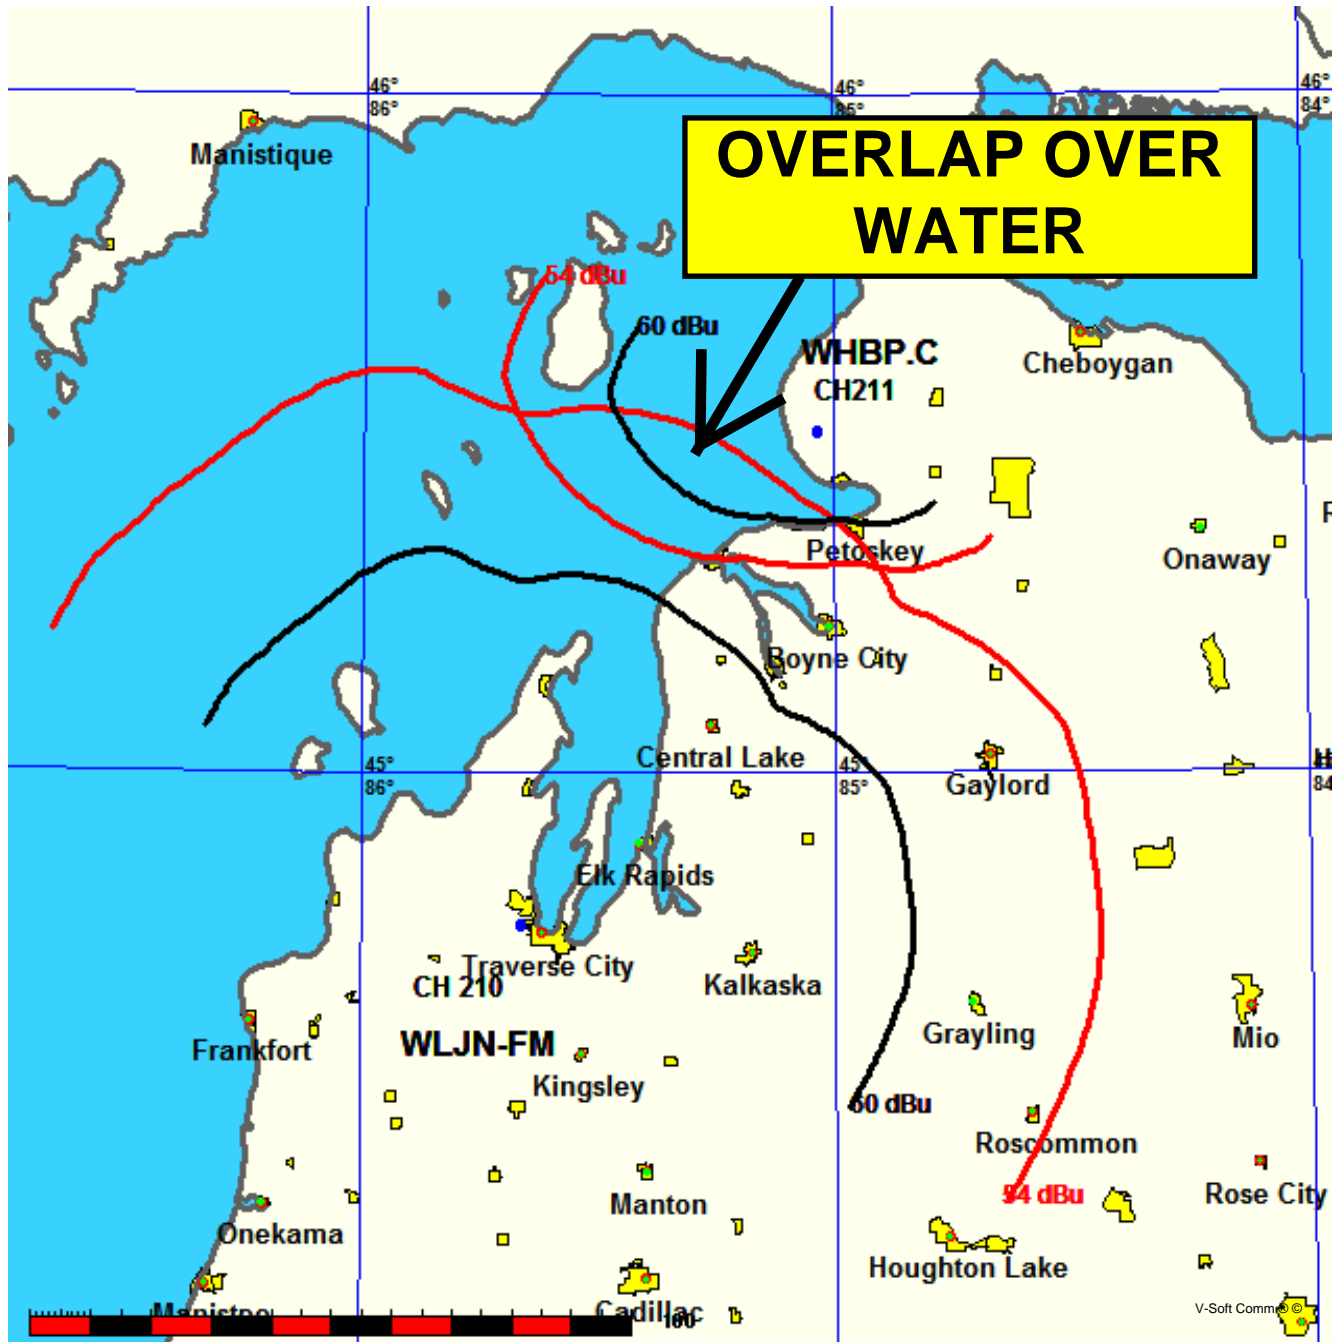 46°
86°
46°
85°
46°
84°
Manistique
OVERLAP OVER
WATER
54 dBu
60 dBu
WHBP.C
CH211
Cheboygan
Petoskey
Onaway
Boyne City
Central Lake
45°
86°
45°
85°
Gaylord
84
Elk Rapids
Traverse City
CH 210
Kalkaska
WLJN-FM
Frankfort
Kingsley
Grayling
Mio
60 dBu
Roscommon
54 dBu
Manton
Rose City
Onekama
Houghton Lake
Cadillac
100
V-Soft Comm® ©